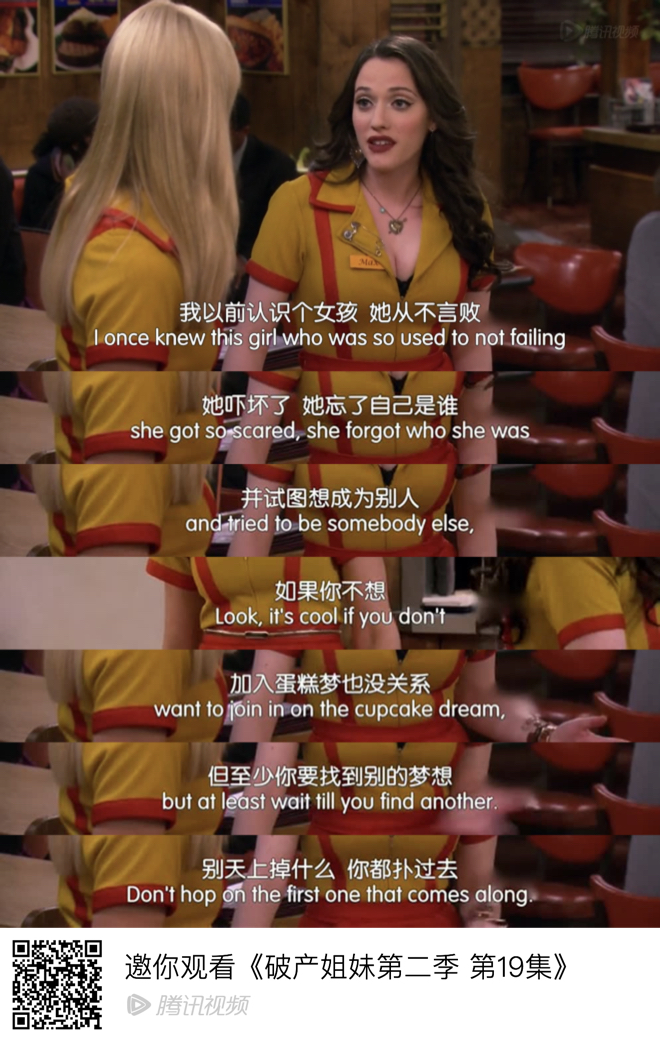 腾讯视频
Max
我以前认识个女孩 她从不言败
I once knew this girl who was so used to not failing
她吓坏了 她忘了自己是谁
she got so scared, she forgot who she was
并试图想成为别人
and tried to be somebody else,
如果你不想
Look, it's cool if you don't
加入蛋糕梦也没关系
want to join in on the cupcake dream,
但至少你要找到别的梦想
but at least wait till you find another.
别天上掉什么 你都扑过去
Don't hop on the first one that comes along.
邀你观看《破产姐妹第二季 第19集》
腾讯视频